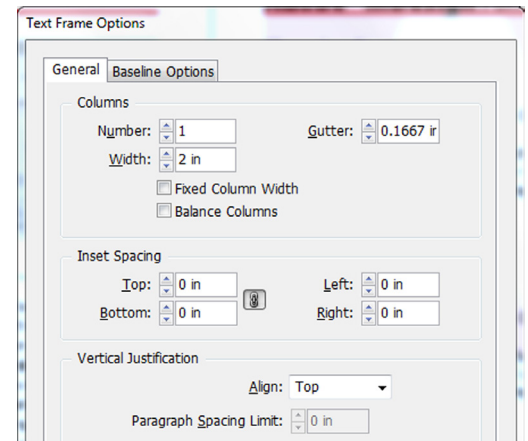 Text Frame Options
General Baseline Options
Columns
Number: 1 Gutter: 0.1667 in
Width: 2 in
Fixed Column Width
Balance Columns
Inset Spacing
Top: 0 in Left: 0 in
Bottom: 0 in Right: 0 in
Vertical Justification
Align: Top
Paragraph Spacing Limit: 0 in